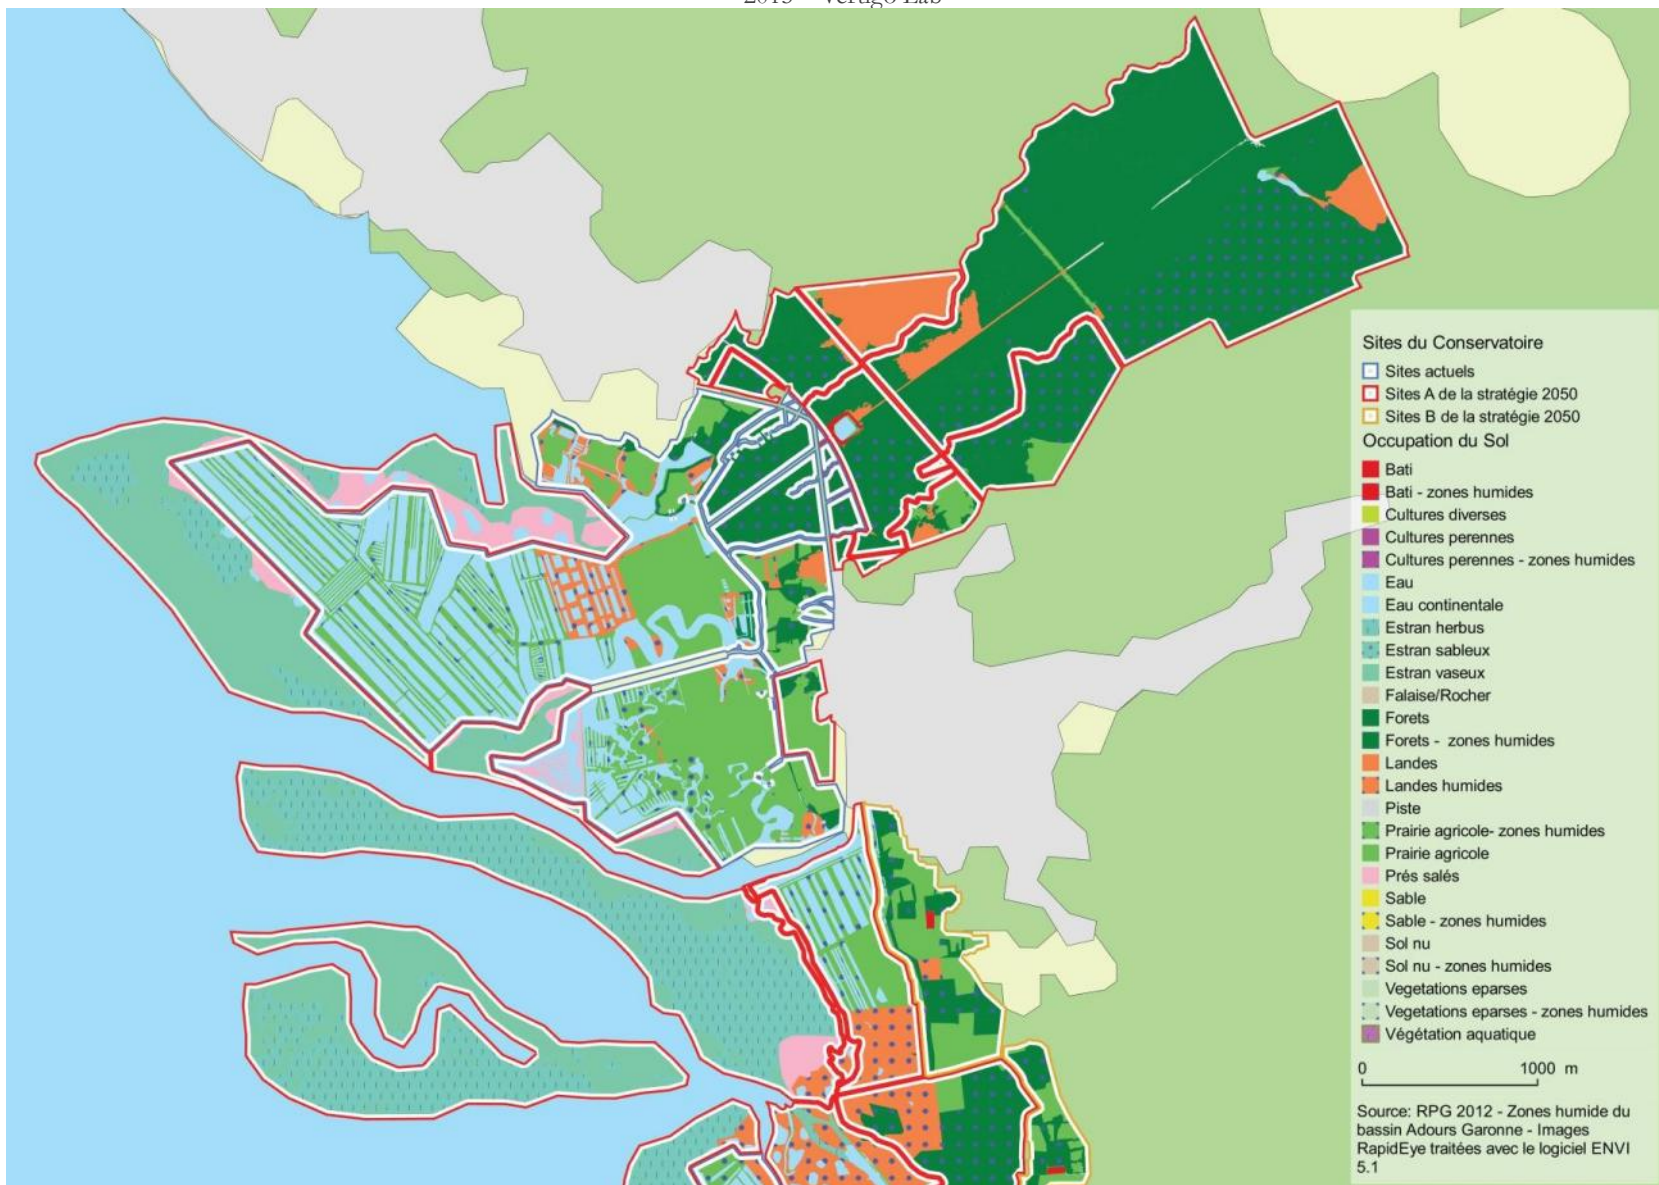 2015 – Vertigo Lab
Sites du Conservatoire
Sites actuels
Sites A de la stratégie 2050
Sites B de la stratégie 2050
Occupation du Sol
Bati
Bati - zones humides
Cultures diverses
Cultures perennes
Cultures perennes - zones humides
Eau
Eau continentale
Estran herbus
Estran sableux
Estran vaseux
Falaise/Rocher
Forets
Forets - zones humides
Landes
Landes humides
Piste
Prairie agricole- zones humides
Prairie agricole
Prés salés
Sable
Sable - zones humides
Sol nu
Sol nu - zones humides
Vegetations eparses
Vegetations eparses - zones humides
Végétation aquatique
0 1000 m
Source: RPG 2012 - Zones humide du
bassin Adours Garonne - Images
RapidEye traitées avec le logiciel ENVI
5.1